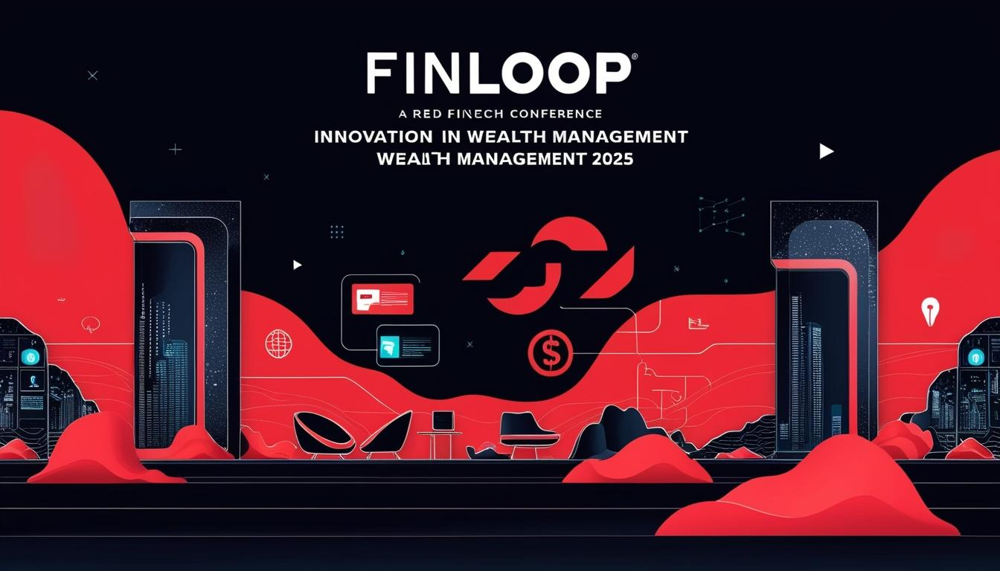 FINLOOP®
A RED FINECH CONFERENCE
INNOVATION IN WEALTH MANAGEMENT
WEALTH MANAGEMENT 2025
$